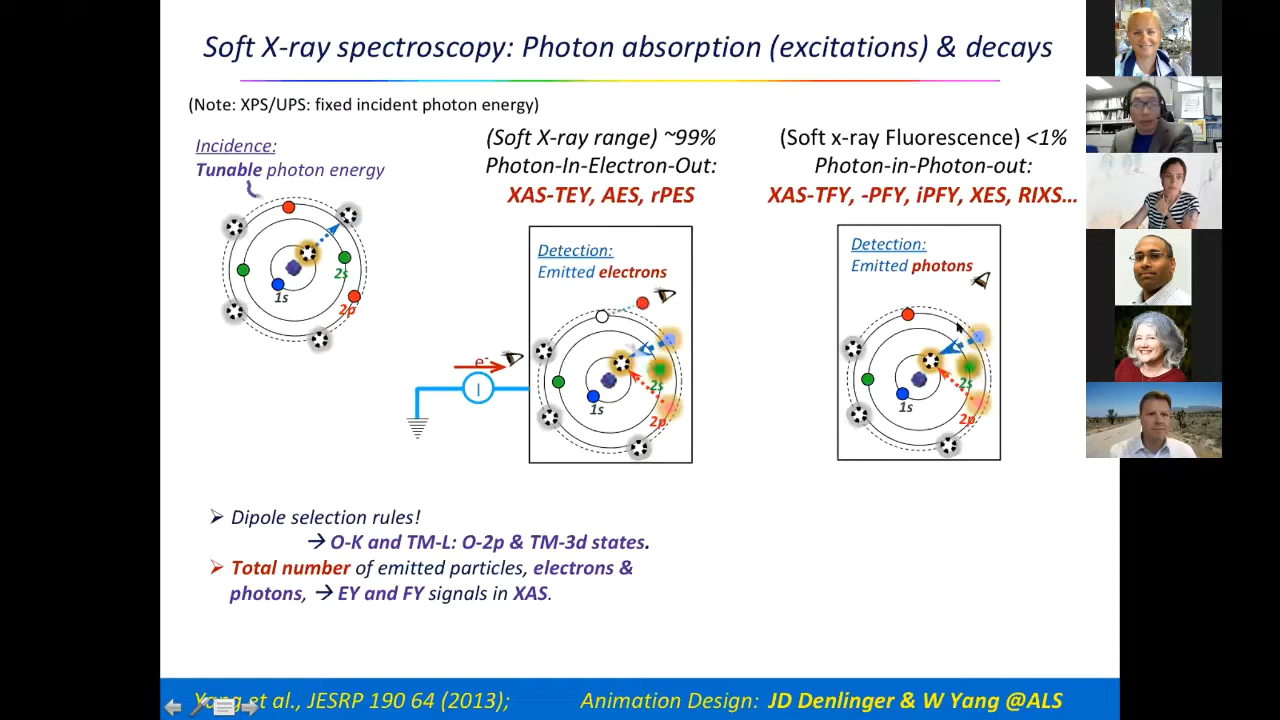 Soft X-ray spectroscopy: Photon absorption (excitations) & decays
(Note: XPS/UPS: fixed incident photon energy)
Incidence:
Tunable photon energy
1s
2s
2p
(Soft X-ray range) ~99%
Photon-In-Electron-Out:
XAS-TEY, AES, rPES
Detection:
Emitted electrons
e-
I
1s
2s
2p
(Soft x-ray Fluorescence) <1%
Photon-in-Photon-out:
XAS-TFY, -PFY, iPFY, XES, RIXS…
Detection:
Emitted photons
1s
2s
2p
➢ Dipole selection rules!
→ O-K and TM-L: O-2p & TM-3d states.
➢ Total number of emitted particles, electrons &
photons, → EY and FY signals in XAS.
Yang et al., JESRP 190 64 (2013); Animation Design: JD Denlinger & W Yang @ALS